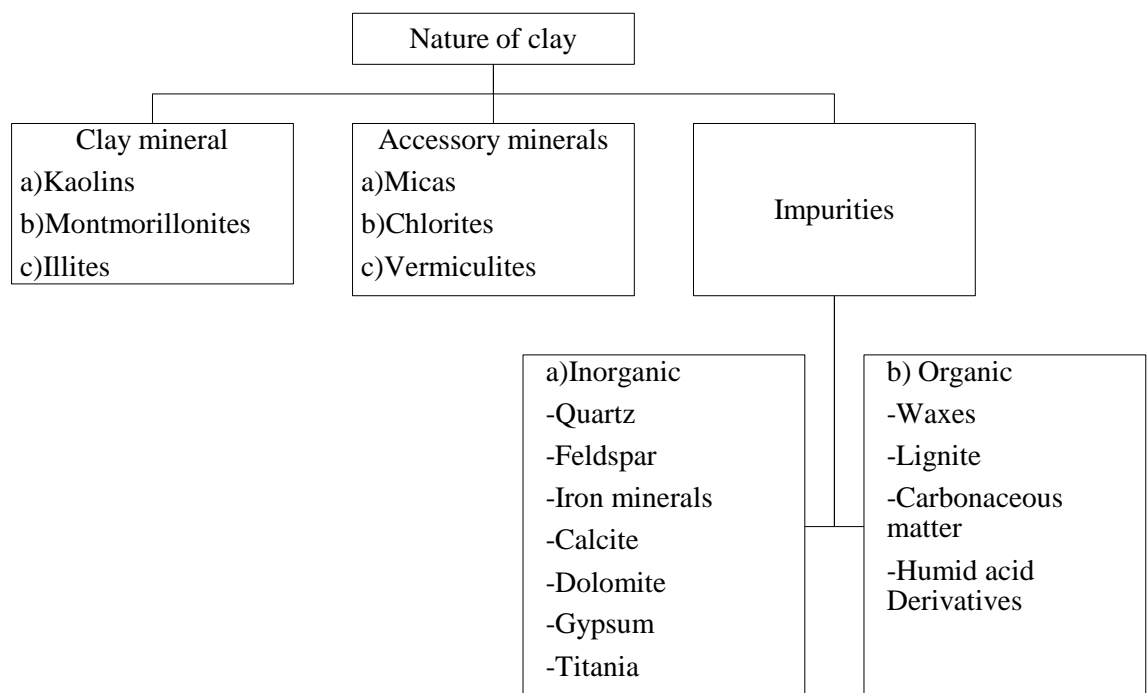 Nature of clay
Clay mineral
a)Kaolins
b)Montmorillonites
c)Illites
Accessory minerals
a)Micas
b)Chlorites
c)Vermiculites
Impurities
a)Inorganic
-Quartz
-Feldspar
-Iron minerals
-Calcite
-Dolomite
-Gypsum
-Titania
b) Organic
-Waxes
-Lignite
-Carbonaceous
matter
-Humid acid
Derivatives